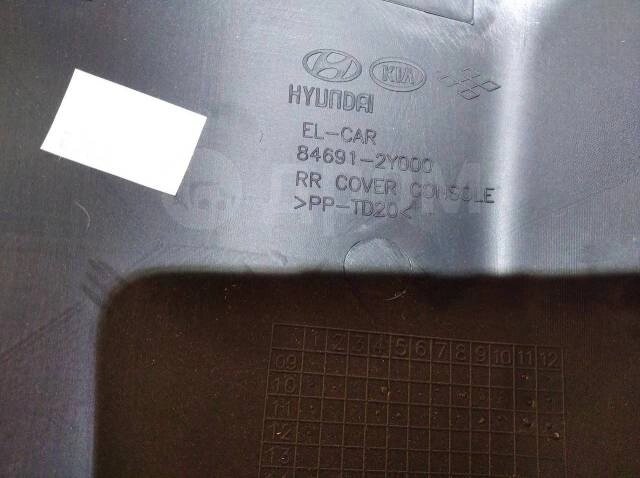 KIA
HYUNDAI
EL-CAR
84691-2Y000
RR COVER CONSOLE
>PP-TD20<
1 2 3 4 5 6 7 8 9 10 11 12
09
10
11
12
13